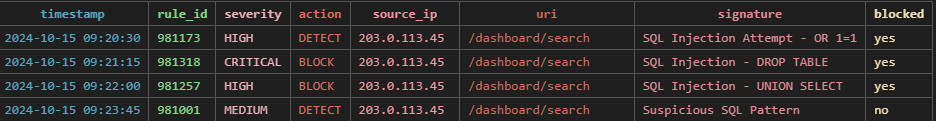 timestamp rule_id severity action source_ip uri signature blocked
2024-10-15 09:20:30 981173 HIGH DETECT 203.0.113.45 /dashboard/search SQL Injection Attempt - OR 1=1 yes
2024-10-15 09:21:15 981318 CRITICAL BLOCK 203.0.113.45 /dashboard/search SQL Injection - DROP TABLE yes
2024-10-15 09:22:00 981257 HIGH BLOCK 203.0.113.45 /dashboard/search SQL Injection - UNION SELECT yes
2024-10-15 09:23:45 981001 MEDIUM DETECT 203.0.113.45 /dashboard/search Suspicious SQL Pattern no